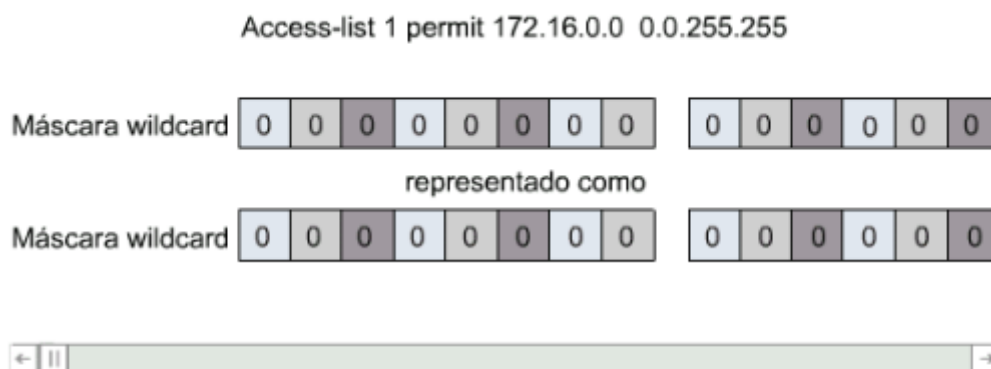 Access-list 1 permit 172.16.0.0 0.0.255.255
Máscara wildcard 0 0 0 0 0 0 0 0 0 0 0 0 0 0
representado como
Máscara wildcard 0 0 0 0 0 0 0 0 0 0 0 0 0 0